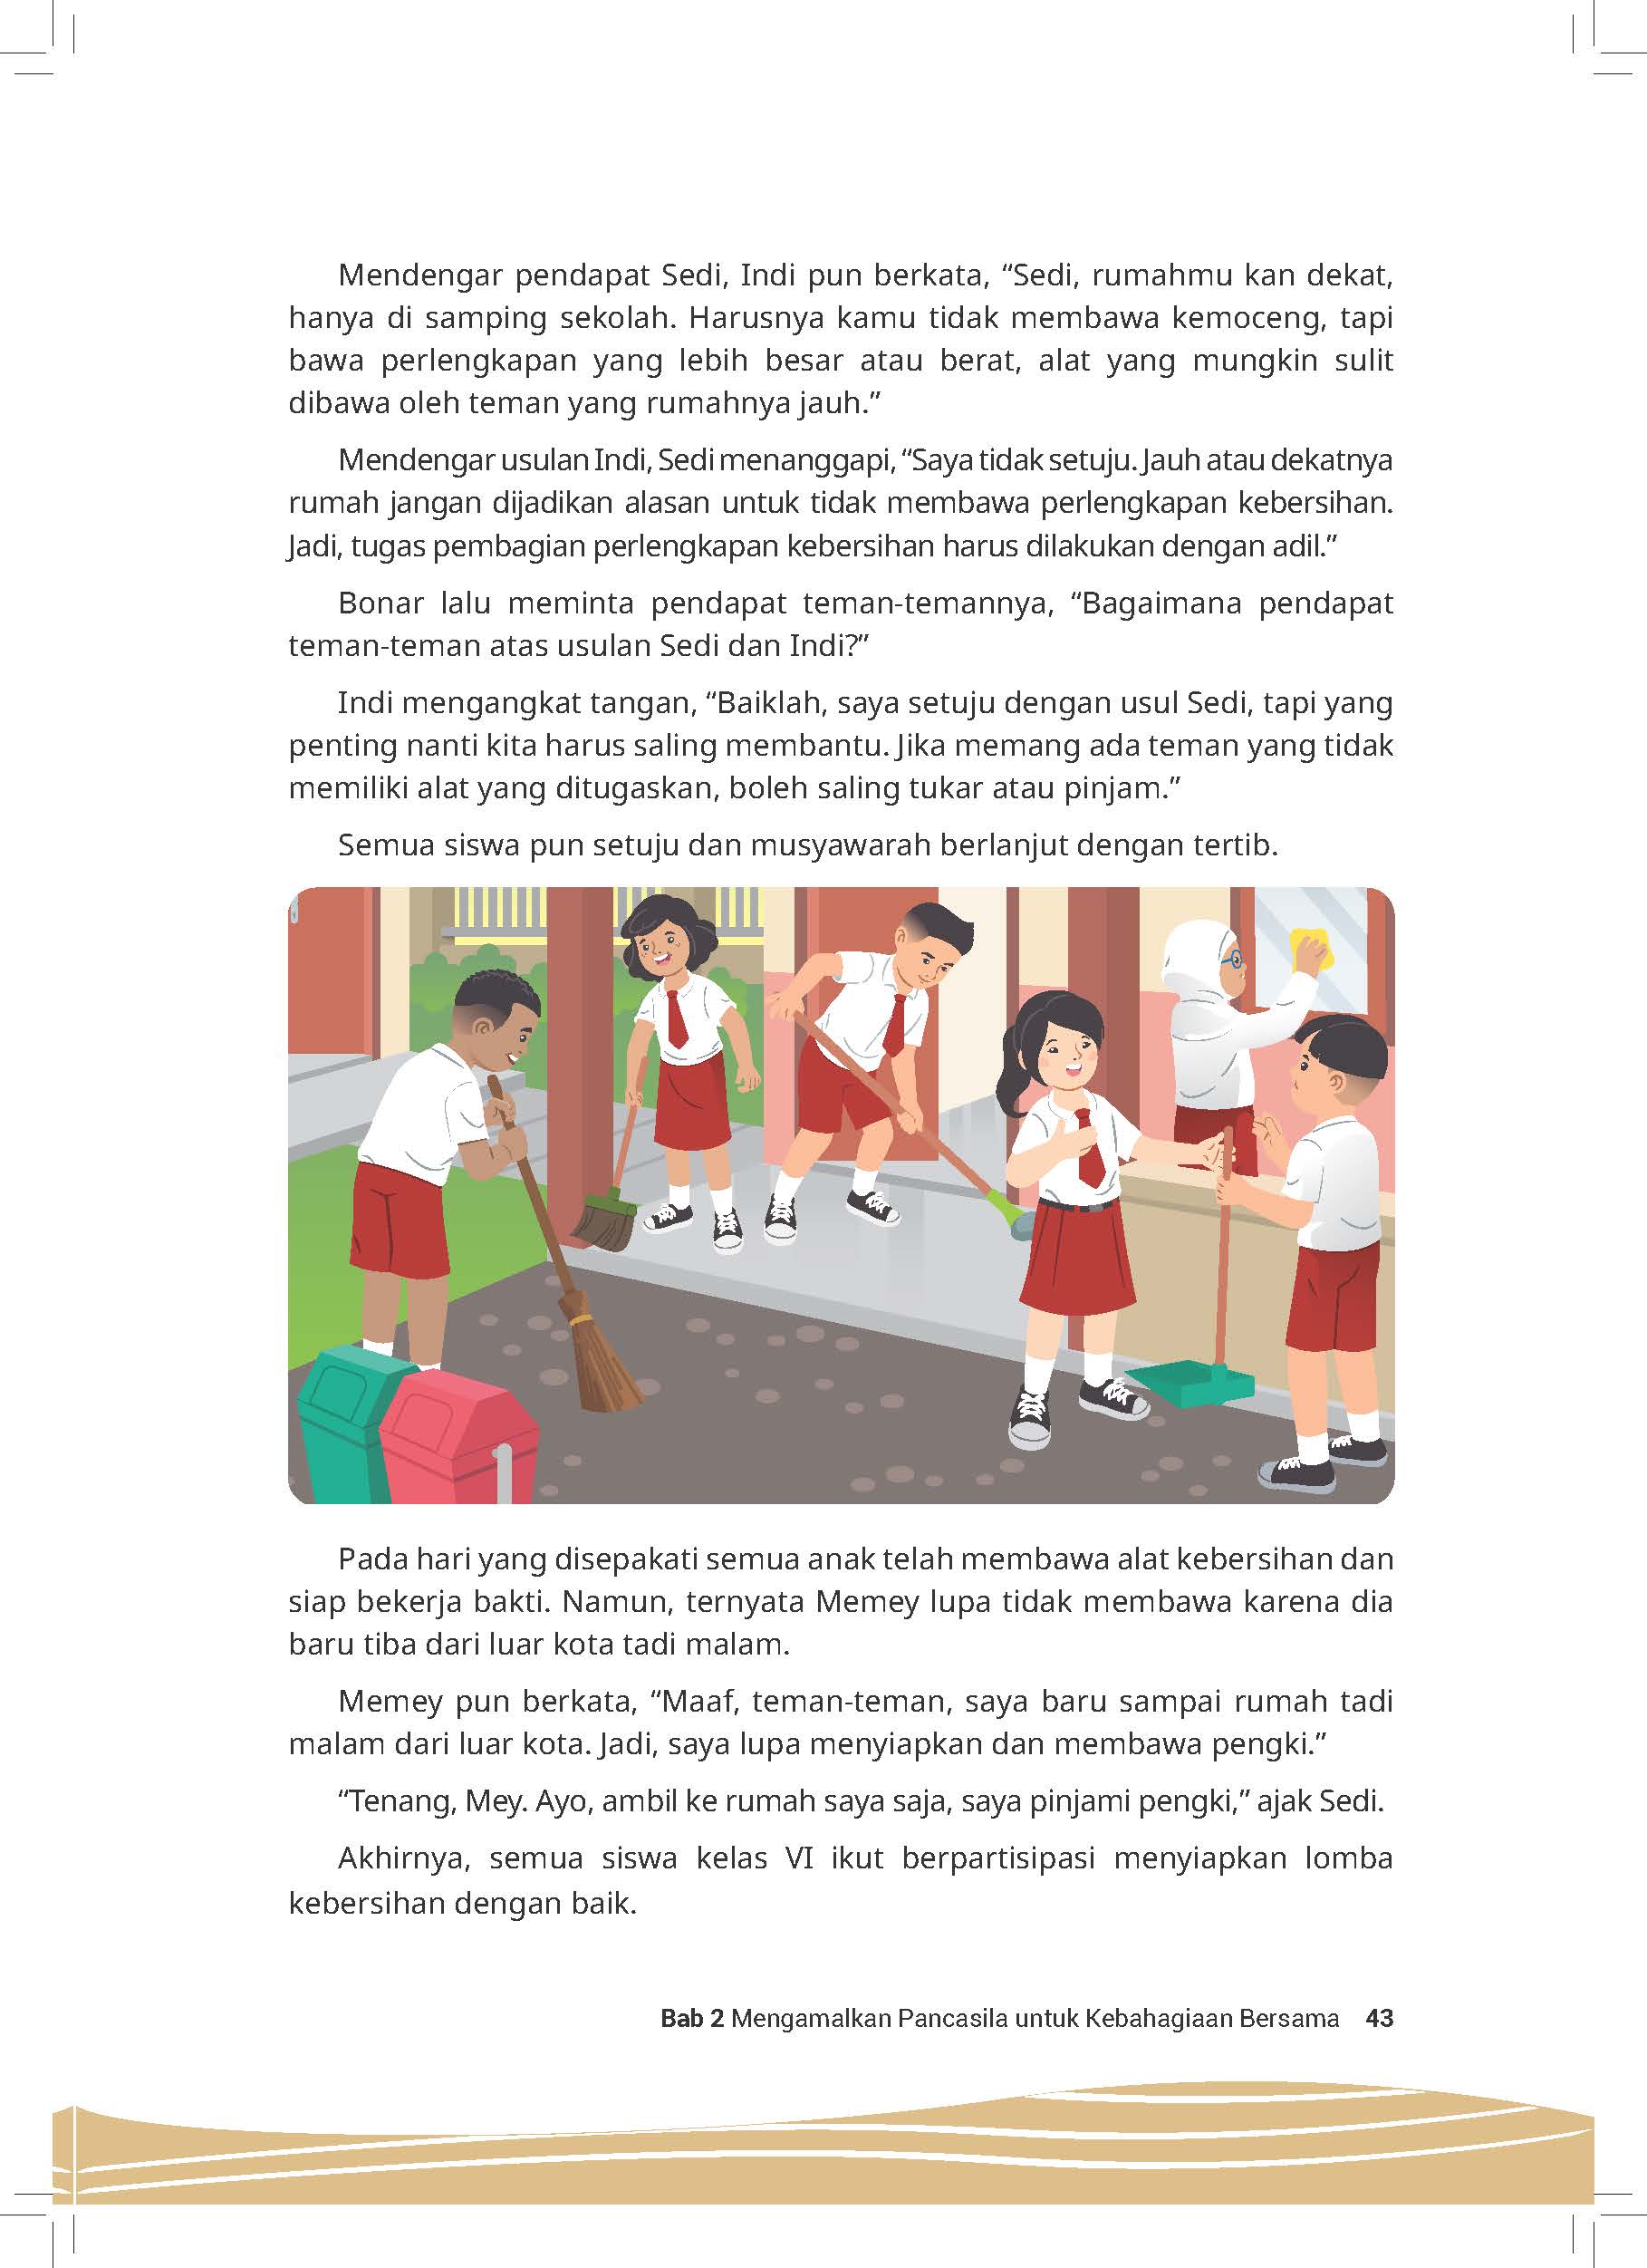 Mendengar pendapat Sedi, Indi pun berkata, “Sedi, rumahmu kan dekat,
hanya di samping sekolah. Harusnya kamu tidak membawa kemoceng, tapi
bawa perlengkapan yang lebih besar atau berat, alat yang mungkin sulit
dibawa oleh teman yang rumahnya jauh.”
Mendengar usulan Indi, Sedi menanggapi, “Saya tidak setuju. Jauh atau dekatnya
rumah jangan dijadikan alasan untuk tidak membawa perlengkapan kebersihan.
Jadi, tugas pembagian perlengkapan kebersihan harus dilakukan dengan adil.”
Bonar lalu meminta pendapat teman-temannya, “Bagaimana pendapat
teman-teman atas usulan Sedi dan Indi?”
Indi mengangkat tangan, “Baiklah, saya setuju dengan usul Sedi, tapi yang
penting nanti kita harus saling membantu. Jika memang ada teman yang tidak
memiliki alat yang ditugaskan, boleh saling tukar atau pinjam.”
Semua siswa pun setuju dan musyawarah berlanjut dengan tertib.
Pada hari yang disepakati semua anak telah membawa alat kebersihan dan
siap bekerja bakti. Namun, ternyata Memey lupa tidak membawa karena dia
baru tiba dari luar kota tadi malam.
Memey pun berkata, “Maaf, teman-teman, saya baru sampai rumah tadi
malam dari luar kota. Jadi, saya lupa menyiapkan dan membawa pengki.”
“Tenang, Mey. Ayo, ambil ke rumah saya saja, saya pinjami pengki,” ajak Sedi.
Akhirnya, semua siswa kelas VI ikut berpartisipasi menyiapkan lomba
kebersihan dengan baik.
Bab 2 Mengamalkan Pancasila untuk Kebahagiaan Bersama 43